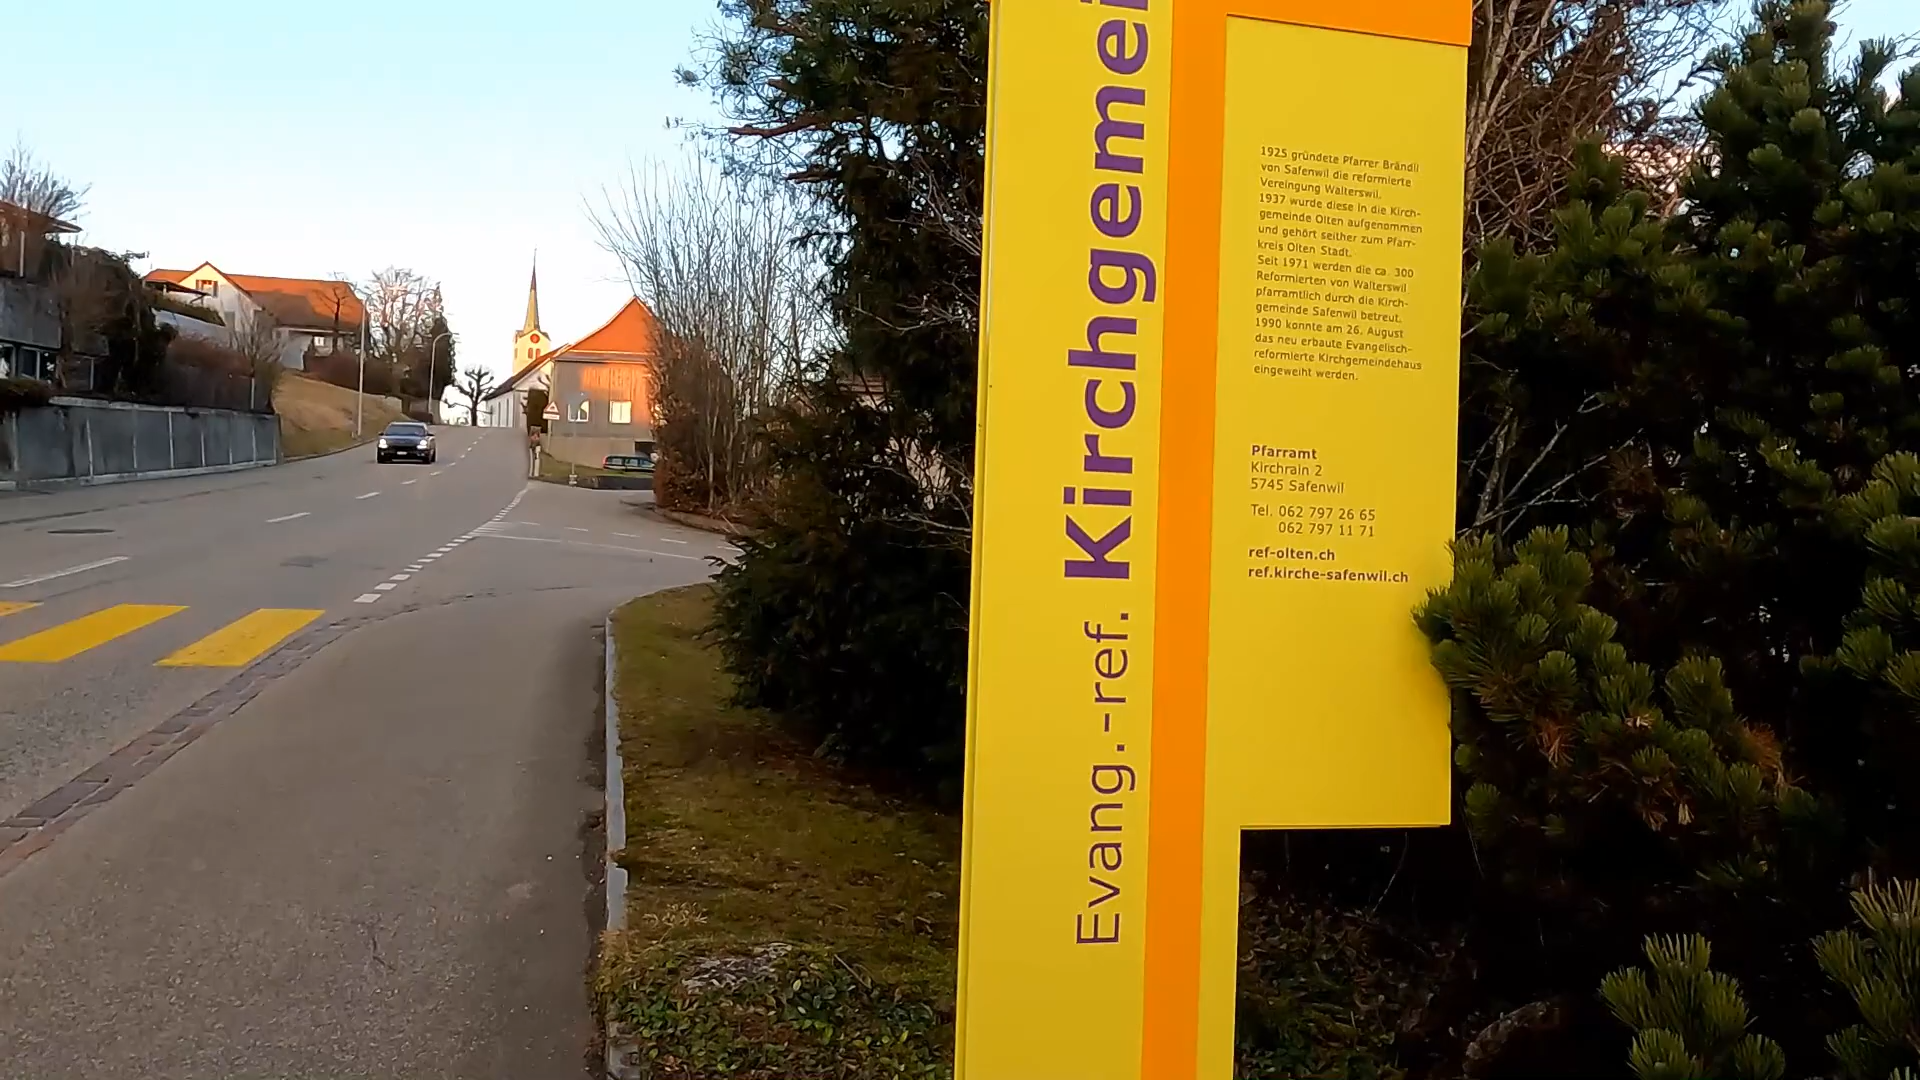 Evang.-ref. Kirchgemei
1925 gründete Pfarrer Brändli
von Safenwil die reformierte
Vereingung Walterswil.
1937 wurde diese in die Kirch-
gemeinde Olten aufgenommen
und gehört seither zum Pfarr-
kreis Olten Stadt.
Seit 1971 werden die ca. 300
Reformierten von Walterswil
pfarramtlich durch die Kirch-
gemeinde Safenwil betreut.
1990 konnte am 26. August
das neu erbaute Evangelisch-
reformierte Kirchgemeindehaus
eingeweiht werden.
Pfarramt
Kirchrain 2
5745 Safenwil
Tel. 062 797 26 65
062 797 11 71
ref-olten.ch
ref.kirche-safenwil.ch